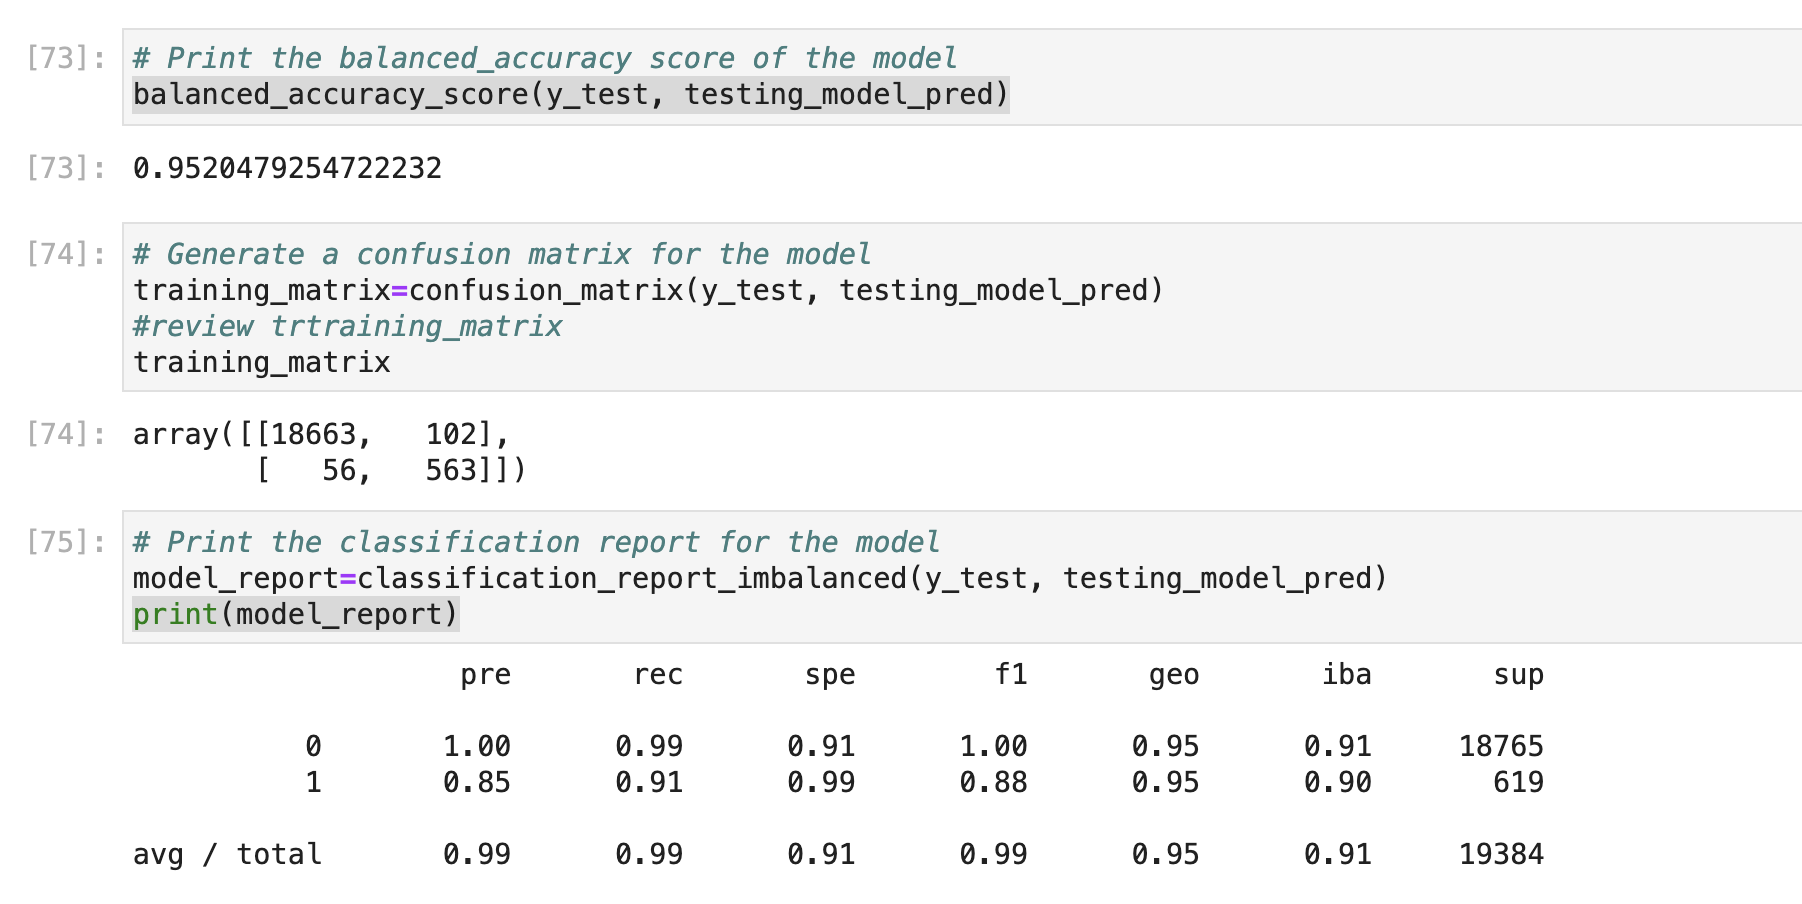 [73]: # Print the balanced_accuracy score of the model
balanced_accuracy_score(y_test, testing_model_pred)
[73]: 0.9520479254722232
[74]: # Generate a confusion matrix for the model
training_matrix=confusion_matrix(y_test, testing_model_pred)
#review trtraining_matrix
training_matrix
[74]: array([[18663,   102],
       [   56,   563]])
[75]: # Print the classification report for the model
model_report=classification_report_imbalanced(y_test, testing_model_pred)
print(model_report)
pre rec spe f1 geo iba sup
0 1.00 0.99 0.91 1.00 0.95 0.91 18765
1 0.85 0.91 0.99 0.88 0.95 0.90 619
avg / total 0.99 0.99 0.91 0.99 0.95 0.91 19384